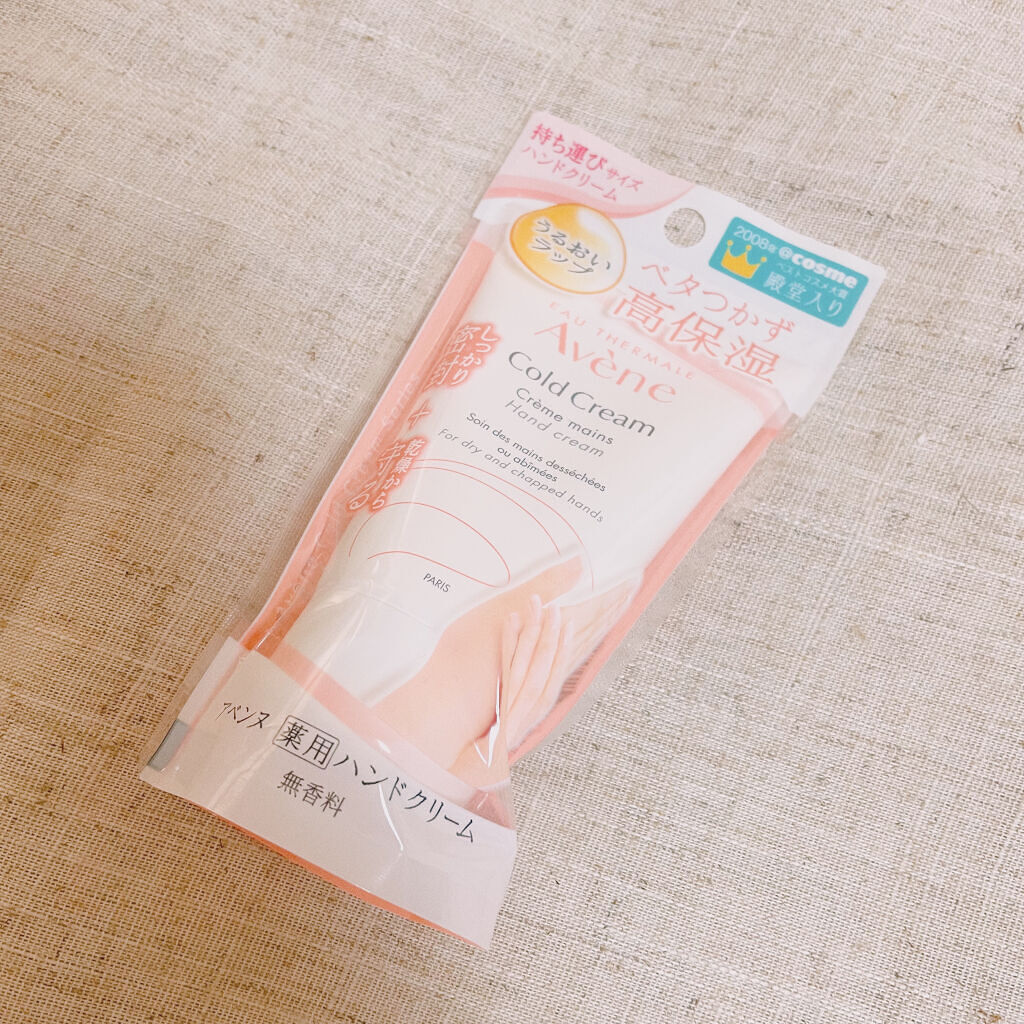 持ち運びサイズ
ハンドクリーム
うるおい
ラップ
2008年 @cosme
ベストコスメ大賞
殿堂入り
ベタつかず
高保湿
EAU THERMALE
Avène
Cold Cream
Crème mains
Hand cream
Soin des mains desséchées
ou abîmées
For dry and chapped hands
しっかり
密封
+
乾燥から
守る
PARIS
アベンヌ 薬用 ハンドクリーム
無香料